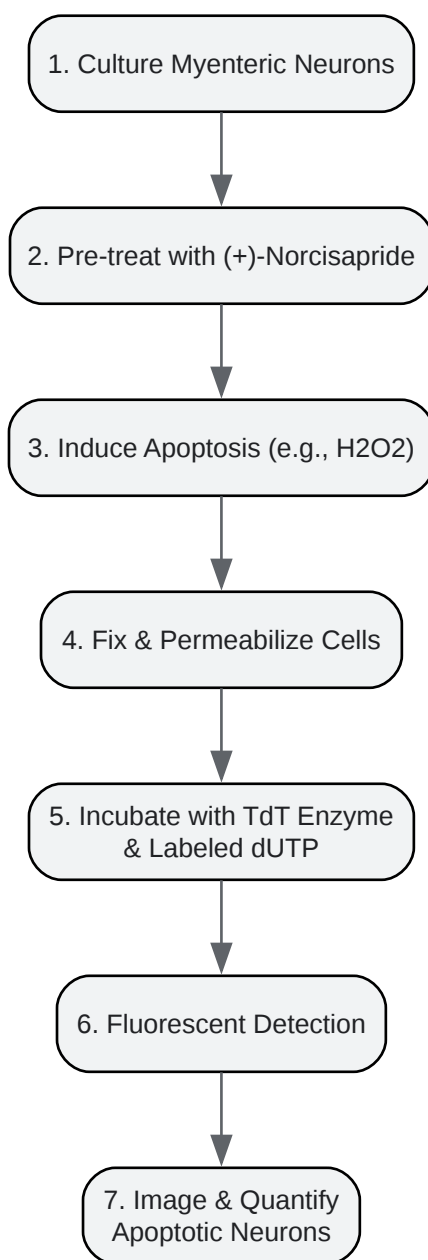 1. Culture Myenteric Neurons
2. Pre-treat with (+)-Norcisapride
3. Induce Apoptosis (e.g., H2O2)
4. Fix & Permeabilize Cells
5. Incubate with TdT Enzyme
& Labeled dUTP
6. Fluorescent Detection
7. Image & Quantify
Apoptotic Neurons